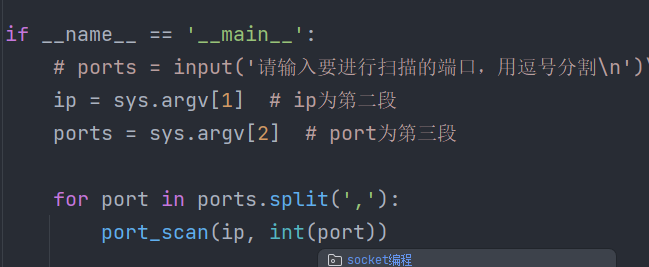 if __name__ == '__main__':
    # ports = input('请输入要进行扫描的端口，用逗号分割\n')\
    ip = sys.argv[1]  # ip为第二段
    ports = sys.argv[2]  # port为第三段
    for port in ports.split(','):
        port_scan(ip, int(port))
socket编程